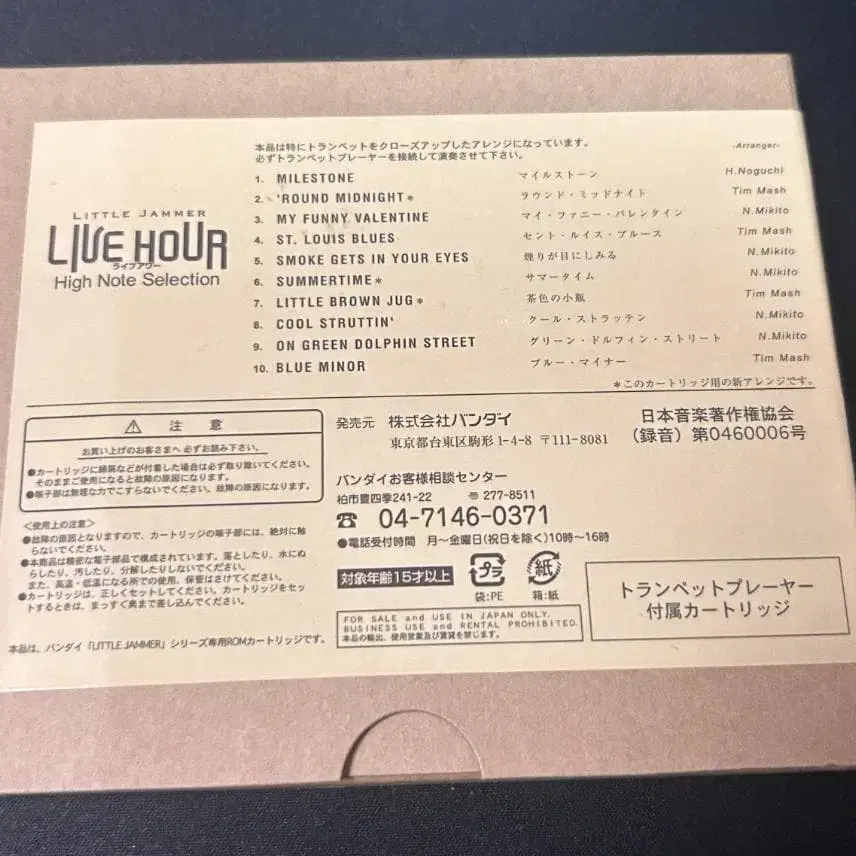 本品は特にトランペットをクローズアップしたアレンジになっています。
必ずトランペットプレーヤーを接続して演奏させて下さい。
-Arranger-
1. MILESTONE マイルストーン H.Noguchi
2. 'ROUND MIDNIGHT* ラウンド・ミッドナイト Tim Mash
3. MY FUNNY VALENTINE マイ・ファニー・バレンタイン N.Mikito
4. ST. LOUIS BLUES セント・ルイス・ブルース Tim Mash
5. SMOKE GETS IN YOUR EYES 煙りが目にしみる N.Mikito
6. SUMMERTIME* サマータイム N.Mikito
7. LITTLE BROWN JUG* 茶色の小瓶 Tim Mash
8. COOL STRUTTIN' クール・ストラッテン N.Mikito
9. ON GREEN DOLPHIN STREET グリーン・ドルフィン・ストリート N.Mikito
10. BLUE MINOR ブルー・マイナー Tim Mash
*このカートリッジ用の新アレンジです。
LITTLE JAMMER
LIVE HOUR
ライブアワー
High Note Selection
⚠ 注 意
お買い上げのお客さまへ 必ずお読み下さい。
●カートリッジに綿屑などが付着した場合は必ず取り除いてください。
そのままご使用になると故障の原因になります。
●端子部は無理な力でこすらないでください。故障の原因になります。
<使用上の注意>
●故障の原因となりますので、カートリッジの端子部には、絶対に触
らないでください。
●本商品は精密な電子部品で構成されています。落としたり、水にぬ
らしたり、汚したり、分解したりしないでください。
また、高温・低温になる所での使用、保管はさけてください。
●カートリッジは、正しくセットしてください。カートリッジをセッ
トするときは、まっすぐ奥まで差し込んでください。
本品は、バンダイ「LITTLE JAMMER」シリーズ専用ROMカートリッジです。
発売元 株式会社バンダイ
東京都台東区駒形1-4-8 〒111-8081
バンダイお客様相談センター
柏市豊四季241-22 〠 277-8511
☎ 04-7146-0371
●電話受付時間 月~金曜日(祝日を除く)10時~16時
対象年齢15才以上
プラ
袋:PE
紙
箱:紙
FOR SALE and USE IN JAPAN ONLY.
BUSINESS USE and RENTAL PROHIBITED.
本品の輸出、使用営業及び賃貸を禁じます。
日本音楽著作権協会
(録音)第0460006号
トランペットプレーヤー
付属カートリッジ